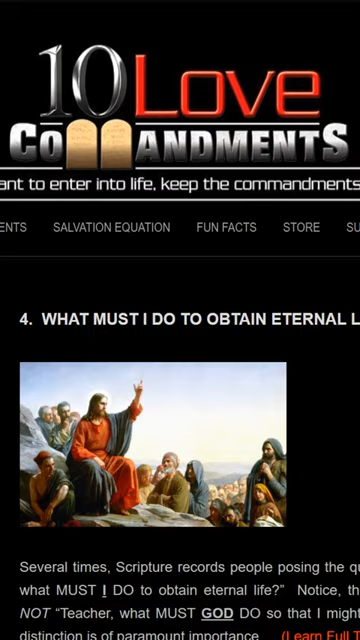 10 Love
COMMANDMENTS
ant to enter into life, keep the commandments
ENTS SALVATION EQUATION FUN FACTS STORE SU
4. WHAT MUST I DO TO OBTAIN ETERNAL L
Several times, Scripture records people posing the qu
what MUST I DO to obtain eternal life?” Notice, th
NOT “Teacher, what MUST GOD DO so that I might
distinction is of paramount importance. (Learn Full T